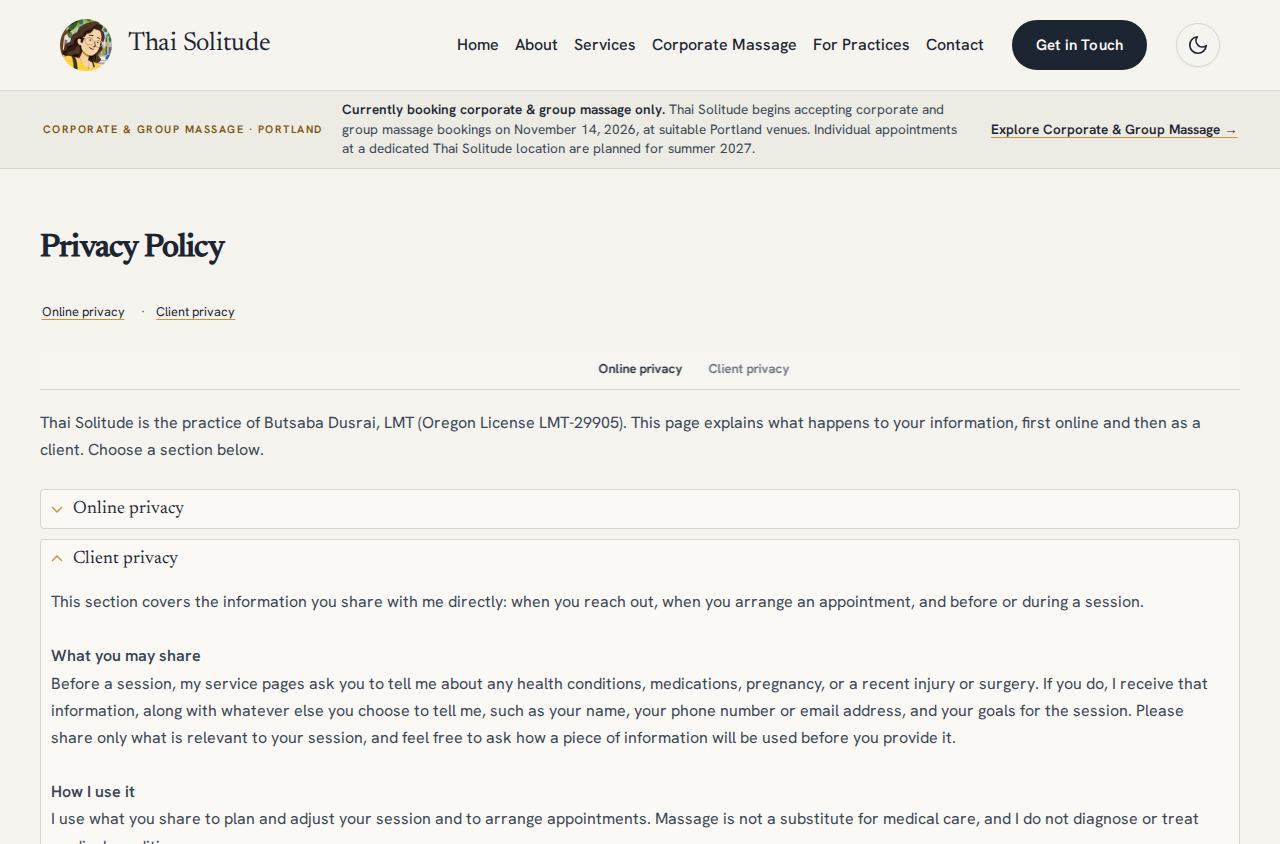 Thai Solitude
Home About Services Corporate Massage For Practices Contact Get in Touch
CORPORATE & GROUP MASSAGE · PORTLAND
Currently booking corporate & group massage only. Thai Solitude begins accepting corporate and
group massage bookings on November 14, 2026, at suitable Portland venues. Individual appointments
at a dedicated Thai Solitude location are planned for summer 2027.
Explore Corporate & Group Massage →
Privacy Policy
Online privacy · Client privacy
Online privacy Client privacy
Thai Solitude is the practice of Butsaba Dusrai, LMT (Oregon License LMT-29905). This page explains what happens to your information, first online and then as a
client. Choose a section below.
Online privacy
Client privacy
This section covers the information you share with me directly: when you reach out, when you arrange an appointment, and before or during a session.
What you may share
Before a session, my service pages ask you to tell me about any health conditions, medications, pregnancy, or a recent injury or surgery. If you do, I receive that
information, along with whatever else you choose to tell me, such as your name, your phone number or email address, and your goals for the session. Please
share only what is relevant to your session, and feel free to ask how a piece of information will be used before you provide it.
How I use it
I use what you share to plan and adjust your session and to arrange appointments. Massage is not a substitute for medical care, and I do not diagnose or treat